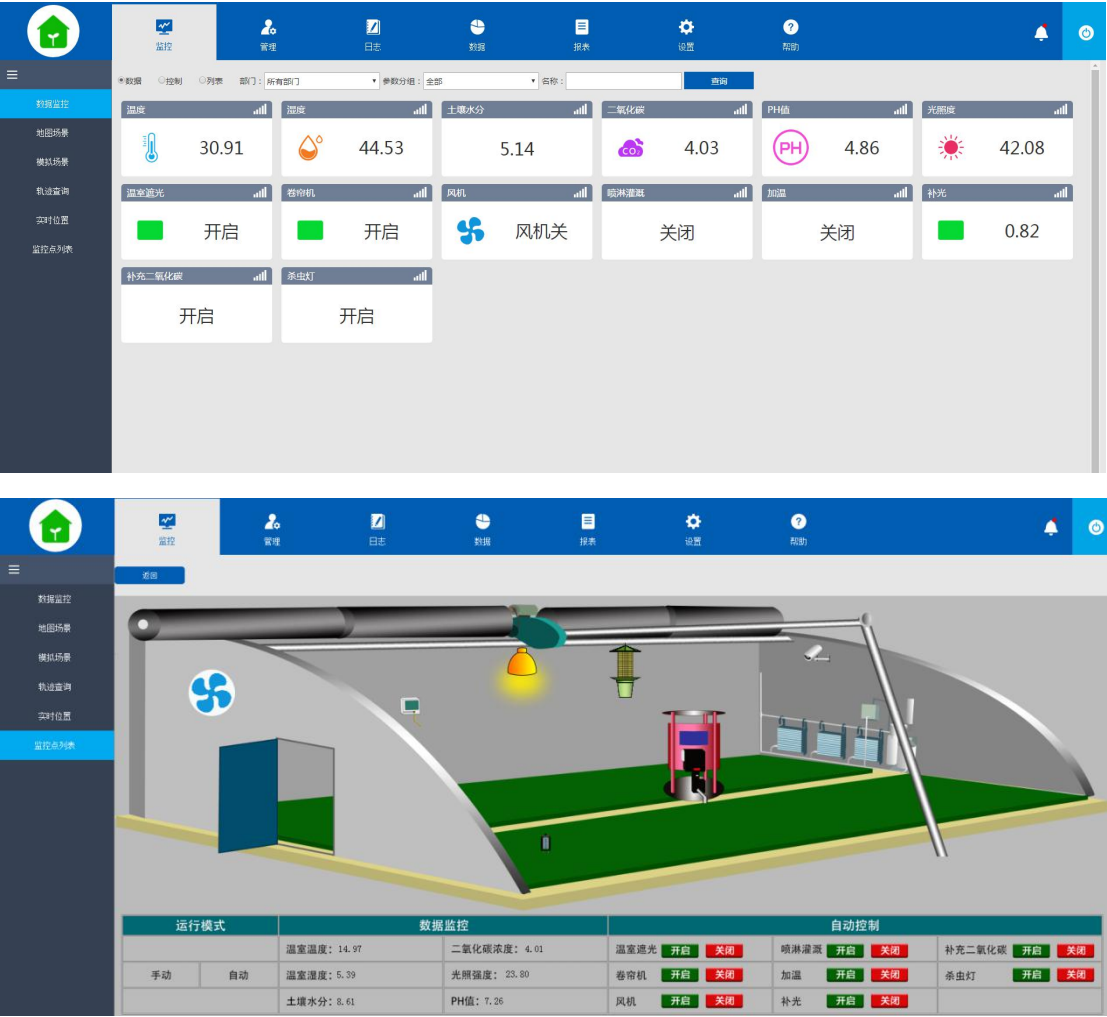 监控 管理 日志 数据 报表 设置 帮助
数据 控制 列表 部门：所有部门 参数分组：全部 名称： 查询
数据监控
地图场景
模拟场景
轨迹查询
实时位置
监控点列表
温度 湿度 土壤水分 二氧化碳 PH值 光照度
30.91 44.53 5.14 CO₂ 4.03 PH 4.86 42.08
温室遮光 卷帘机 风机 喷淋灌溉 加温 补光
开启 开启 风机关 关闭 关闭 0.82
补充二氧化碳 杀虫灯
开启 开启
监控 管理 日志 数据 报表 设置 帮助
返回
数据监控
地图场景
模拟场景
轨迹查询
实时位置
监控点列表
运行模式 数据监控 自动控制
温室温度：14.97 二氧化碳浓度：4.01 温室遮光 开启 关闭 喷淋灌溉 开启 关闭 补充二氧化碳 开启 关闭
手动 自动 温室湿度：5.39 光照强度：23.80 卷帘机 开启 关闭 加温 开启 关闭 杀虫灯 开启 关闭
土壤水分：8.61 PH值：7.26 风机 开启 关闭 补光 开启 关闭